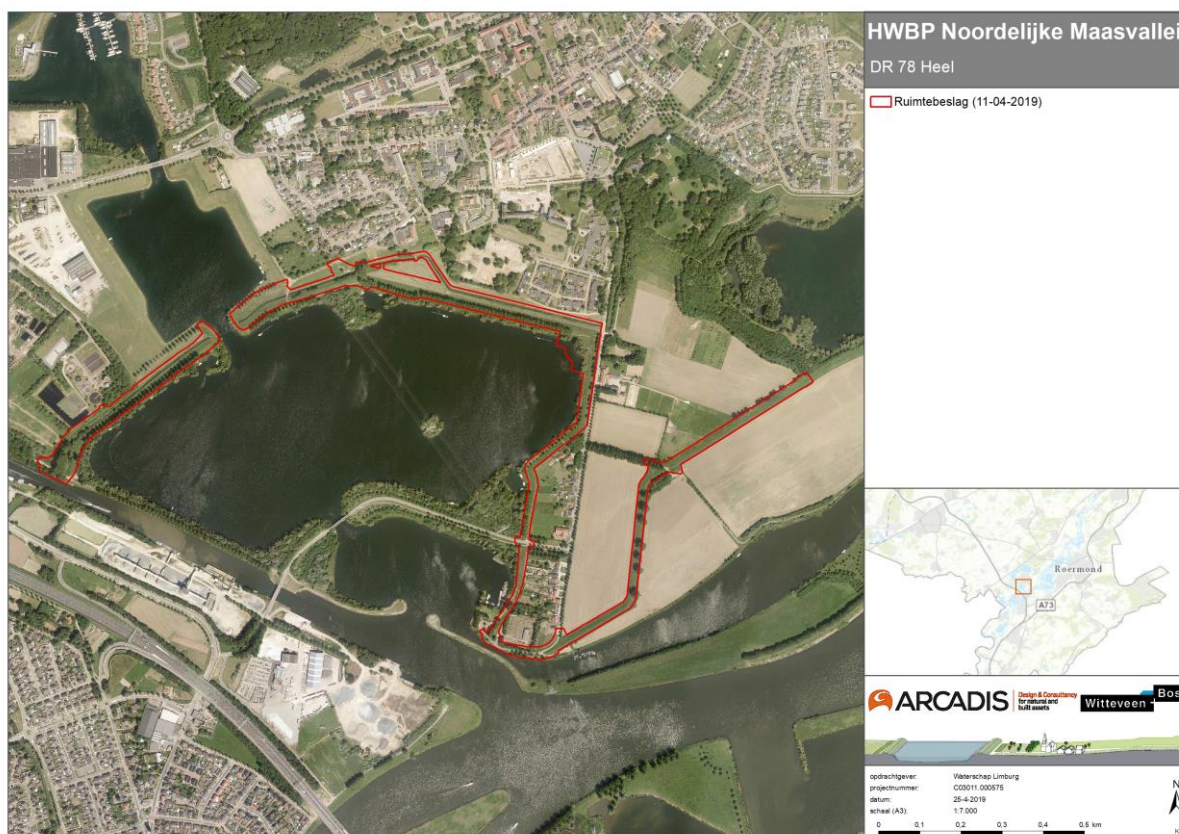 HWBP Noordelijke Maasvallei
DR 78 Heel
Ruimtebeslag (11-04-2019)
Roermond
A73
ARCADIS
Design & Consultancy
for natural and
built assets
Witteveen
Bos
opdrachtgever: Waterschap Limburg
projectnummer: C03011.000575
datum: 25-4-2019
schaal (A3): 1:7.000
N
0 0,1 0,2 0,3 0,4 0,5 km
K